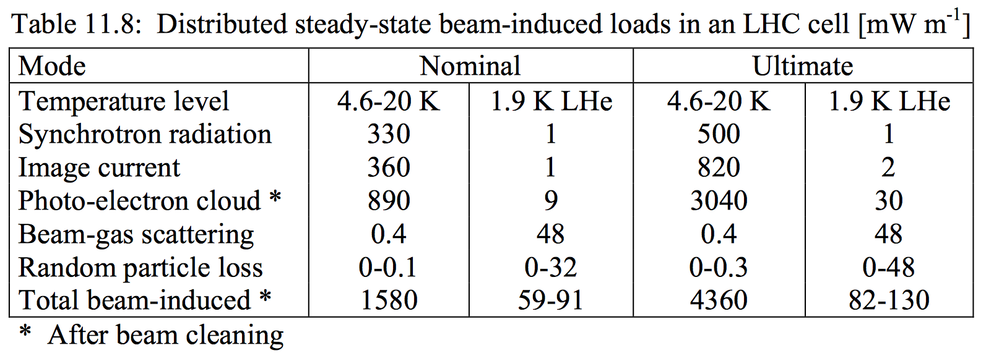 Table 11.8: Distributed steady-state beam-induced loads in an LHC cell [mW m-1]
Mode Nominal Ultimate
Temperature level 4.6-20 K 1.9 K LHe 4.6-20 K 1.9 K LHe
Synchrotron radiation 330 1 500 1
Image current 360 1 820 2
Photo-electron cloud * 890 9 3040 30
Beam-gas scattering 0.4 48 0.4 48
Random particle loss 0-0.1 0-32 0-0.3 0-48
Total beam-induced * 1580 59-91 4360 82-130
* After beam cleaning